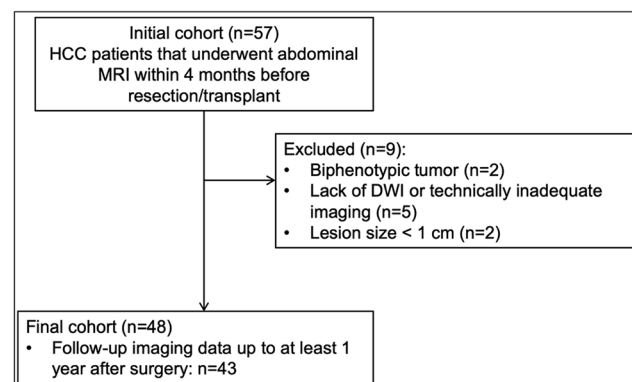 Initial cohort (n=57)
HCC patients that underwent abdominal
MRI within 4 months before
resection/transplant
Excluded (n=9):
• Biphenotypic tumor (n=2)
• Lack of DWI or technically inadequate
imaging (n=5)
• Lesion size < 1 cm (n=2)
Final cohort (n=48)
• Follow-up imaging data up to at least 1
year after surgery: n=43